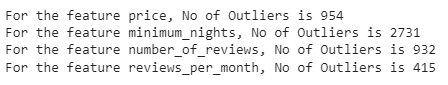 For the feature price, No of Outliers is 954
For the feature minimum_nights, No of Outliers is 2731
For the feature number_of_reviews, No of Outliers is 932
For the feature reviews_per_month, No of Outliers is 415